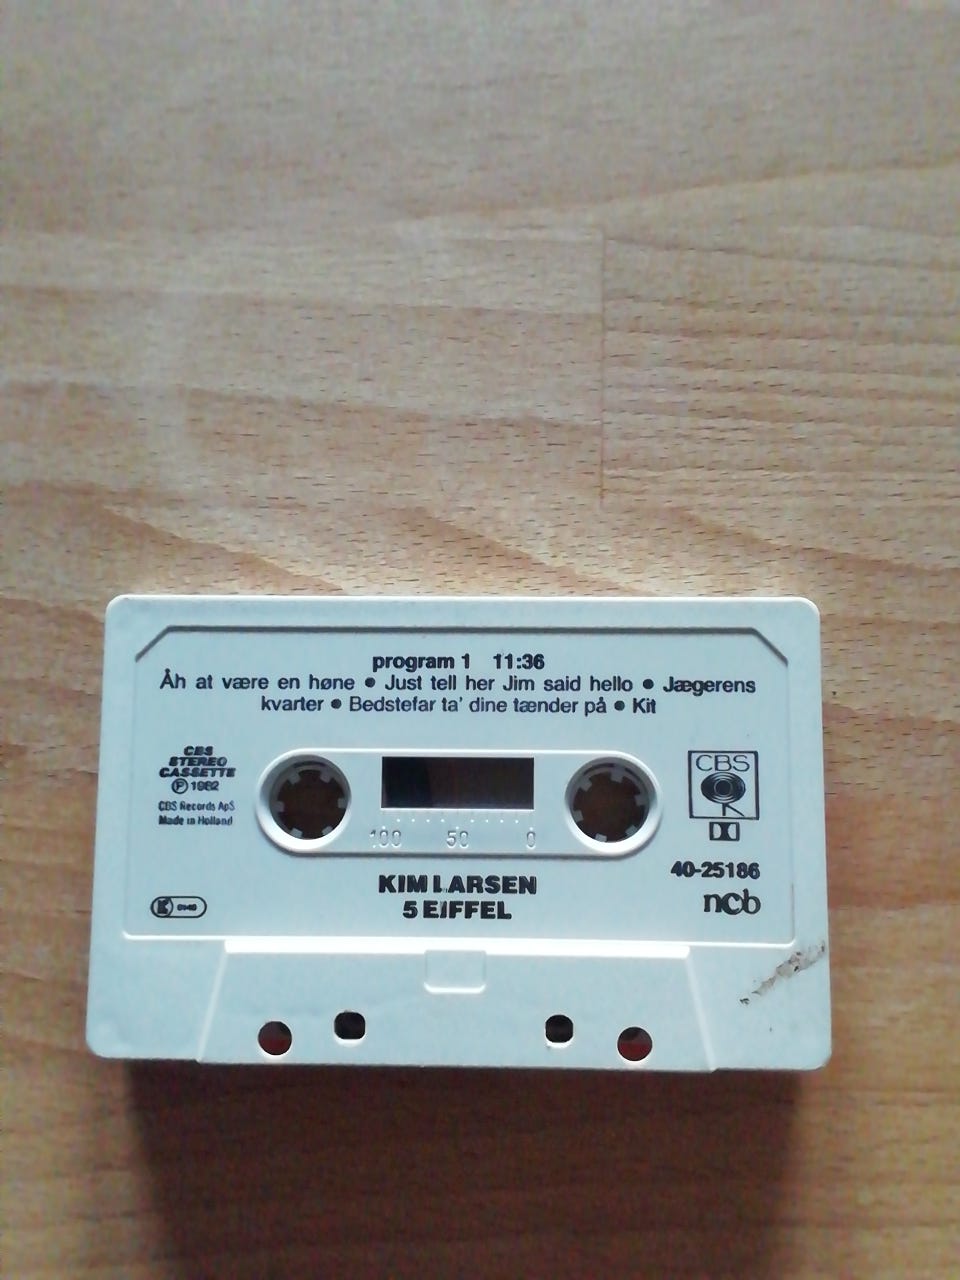 program 1 11:36
Åh at være en høne • Just tell her Jim said hello • Jægerens
kvarter • Bedstefar ta' dine tænder på • Kit
CBS
STEREO
CASSETTE
℗ 1982
CBS Records ApS
Made in Holland
CBS
100 50 0
40-25186
KIM LARSEN
5 EIFFEL
ncb
K